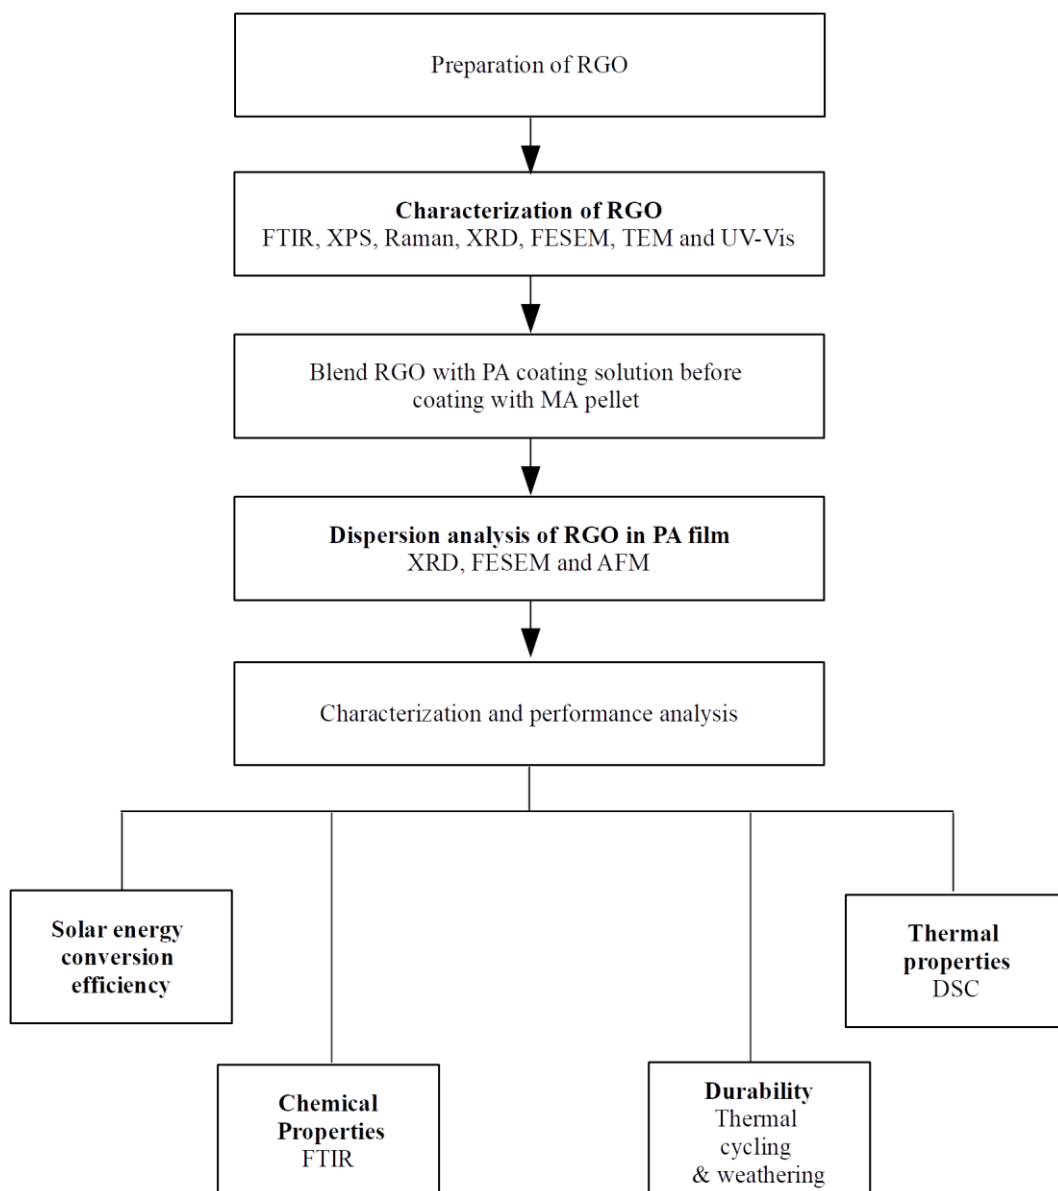 Preparation of RGO
Characterization of RGO
FTIR, XPS, Raman, XRD, FESEM, TEM and UV-Vis
Blend RGO with PA coating solution before
coating with MA pellet
Dispersion analysis of RGO in PA film
XRD, FESEM and AFM
Characterization and performance analysis
Solar energy
conversion
efficiency
Thermal
properties
DSC
Chemical
Properties
FTIR
Durability
Thermal
cycling
& weathering